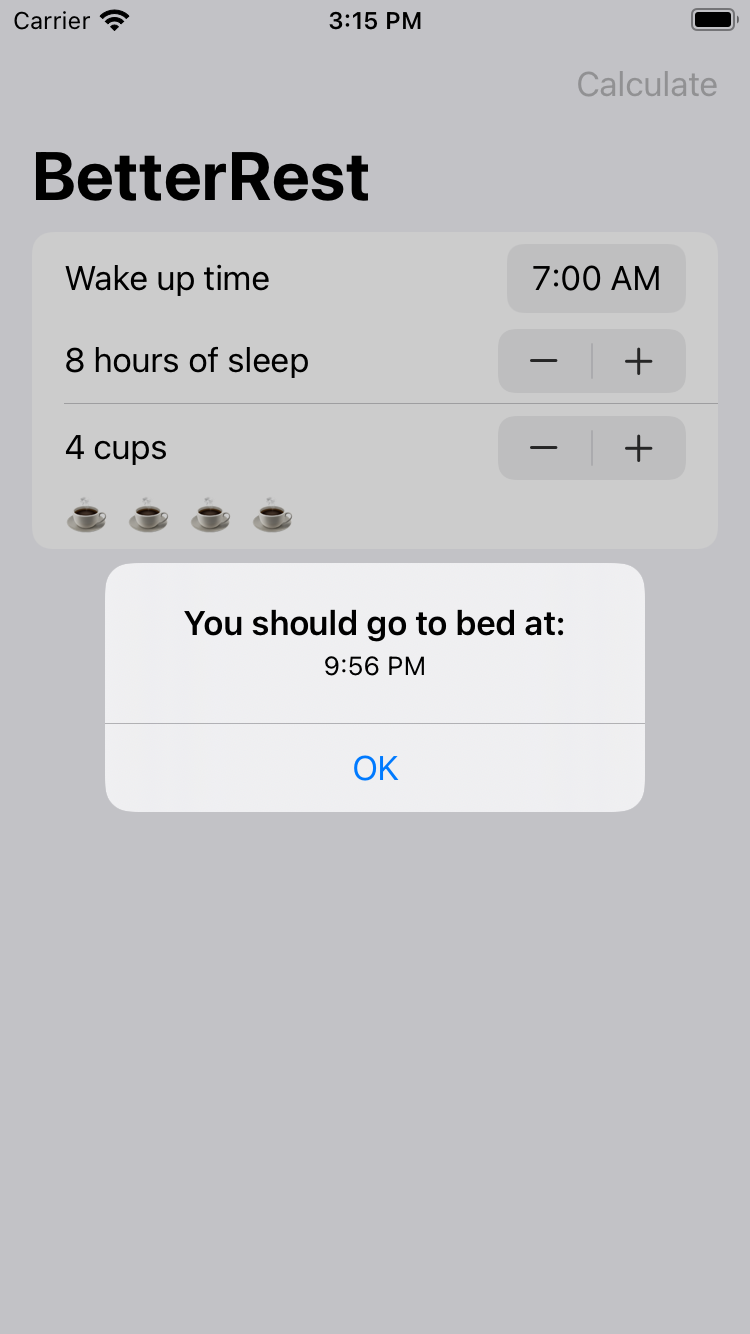 Carrier 3:15 PM
Calculate
BetterRest
Wake up time 7:00 AM
8 hours of sleep − +
4 cups − +
☕ ☕ ☕ ☕
You should go to bed at:
9:56 PM
OK